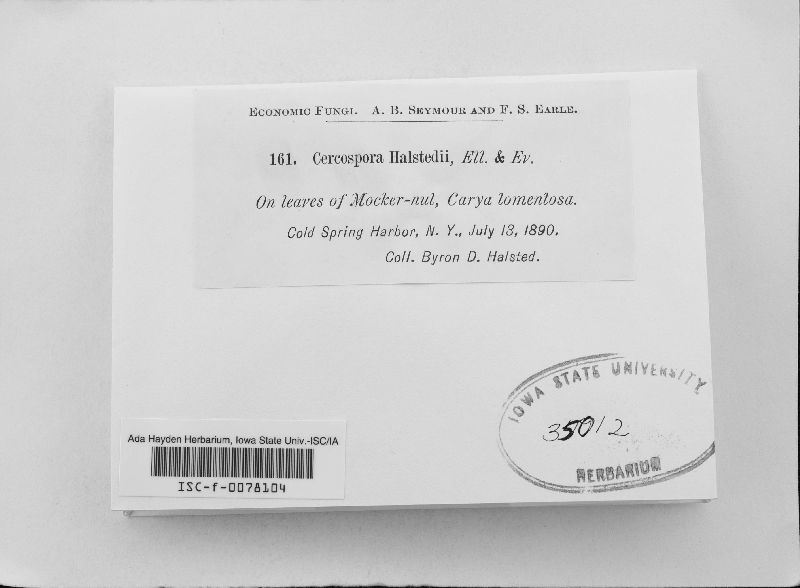 Economic Fungi. A. B. Seymour and F. S. Earle.
161. Cercospora Halstedii, Ell. & Ev.
On leaves of Mocker-nut, Carya tomentosa.
Cold Spring Harbor, N. Y., July 13, 1890.
Coll. Byron D. Halsted.
IOWA STATE UNIVERSITY
35012
HERBARIUM
Ada Hayden Herbarium, Iowa State Univ.-ISC/IA
ISC-f-0078104